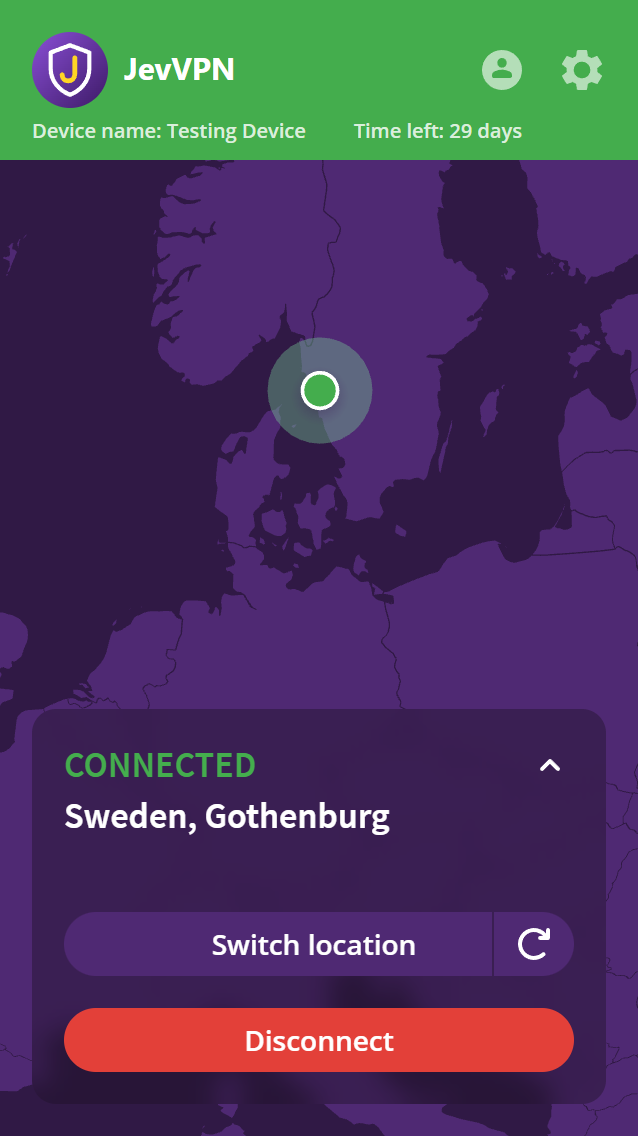 J
JevVPN
Device name: Testing Device Time left: 29 days
CONNECTED
Sweden, Gothenburg
Switch location
Disconnect